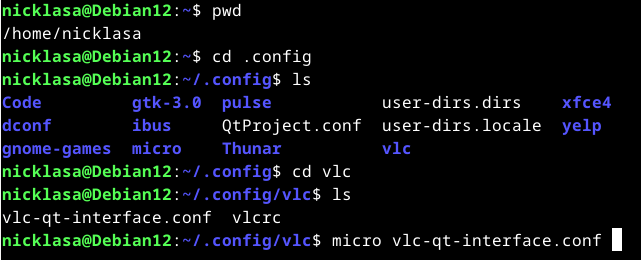 nicklasa@Debian12:~$ pwd
/home/nicklasa
nicklasa@Debian12:~$ cd .config
nicklasa@Debian12:~/.config$ ls
Code         gtk-3.0  pulse           user-dirs.dirs    xfce4
dconf        ibus     QtProject.conf  user-dirs.locale  yelp
gnome-games  micro    Thunar          vlc
nicklasa@Debian12:~/.config$ cd vlc
nicklasa@Debian12:~/.config/vlc$ ls
vlc-qt-interface.conf  vlcrc
nicklasa@Debian12:~/.config/vlc$ micro vlc-qt-interface.conf